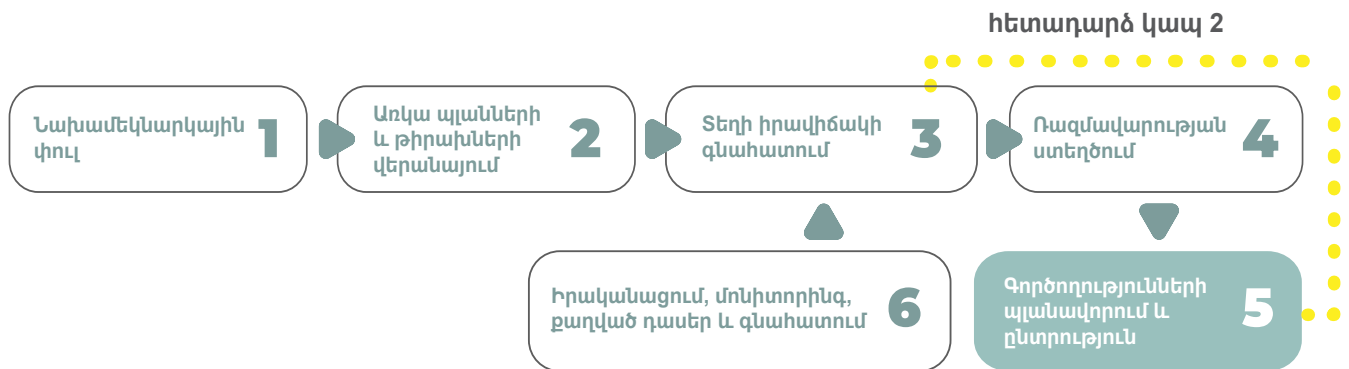 հետադարձ կապ 2
Նախամեկնարկային
փուլ
1
Առկա պլանների
և թիրախների
վերանայում
2
Տեղի իրավիճակի
գնահատում
3
Ռազմավարության
ստեղծում
4
Իրականացում, մոնիտորինգ,
քաղված դասեր և գնահատում
6
Գործողությունների
պլանավորում և
ընտրություն
5